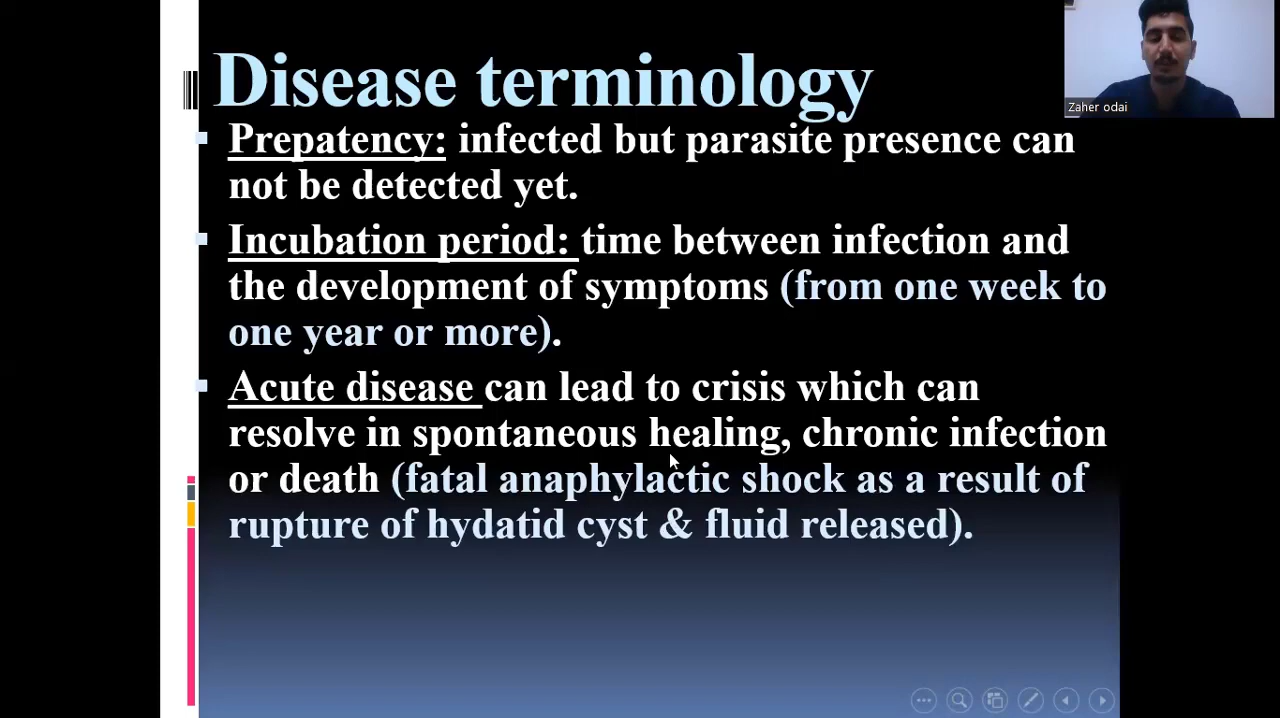 Disease terminology
Zaher odai
Prepatency: infected but parasite presence can
not be detected yet.
Incubation period: time between infection and
the development of symptoms (from one week to
one year or more).
Acute disease can lead to crisis which can
resolve in spontaneous healing, chronic infection
or death (fatal anaphylactic shock as a result of
rupture of hydatid cyst & fluid released).